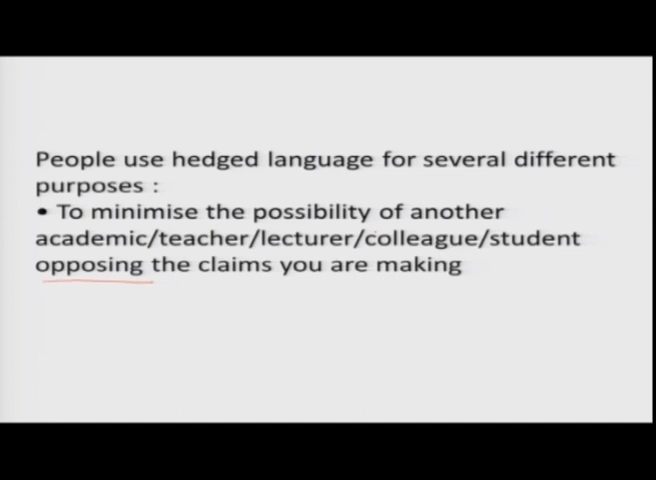 People use hedged language for several different
purposes :
• To minimise the possibility of another
academic/teacher/lecturer/colleague/student
opposing the claims you are making